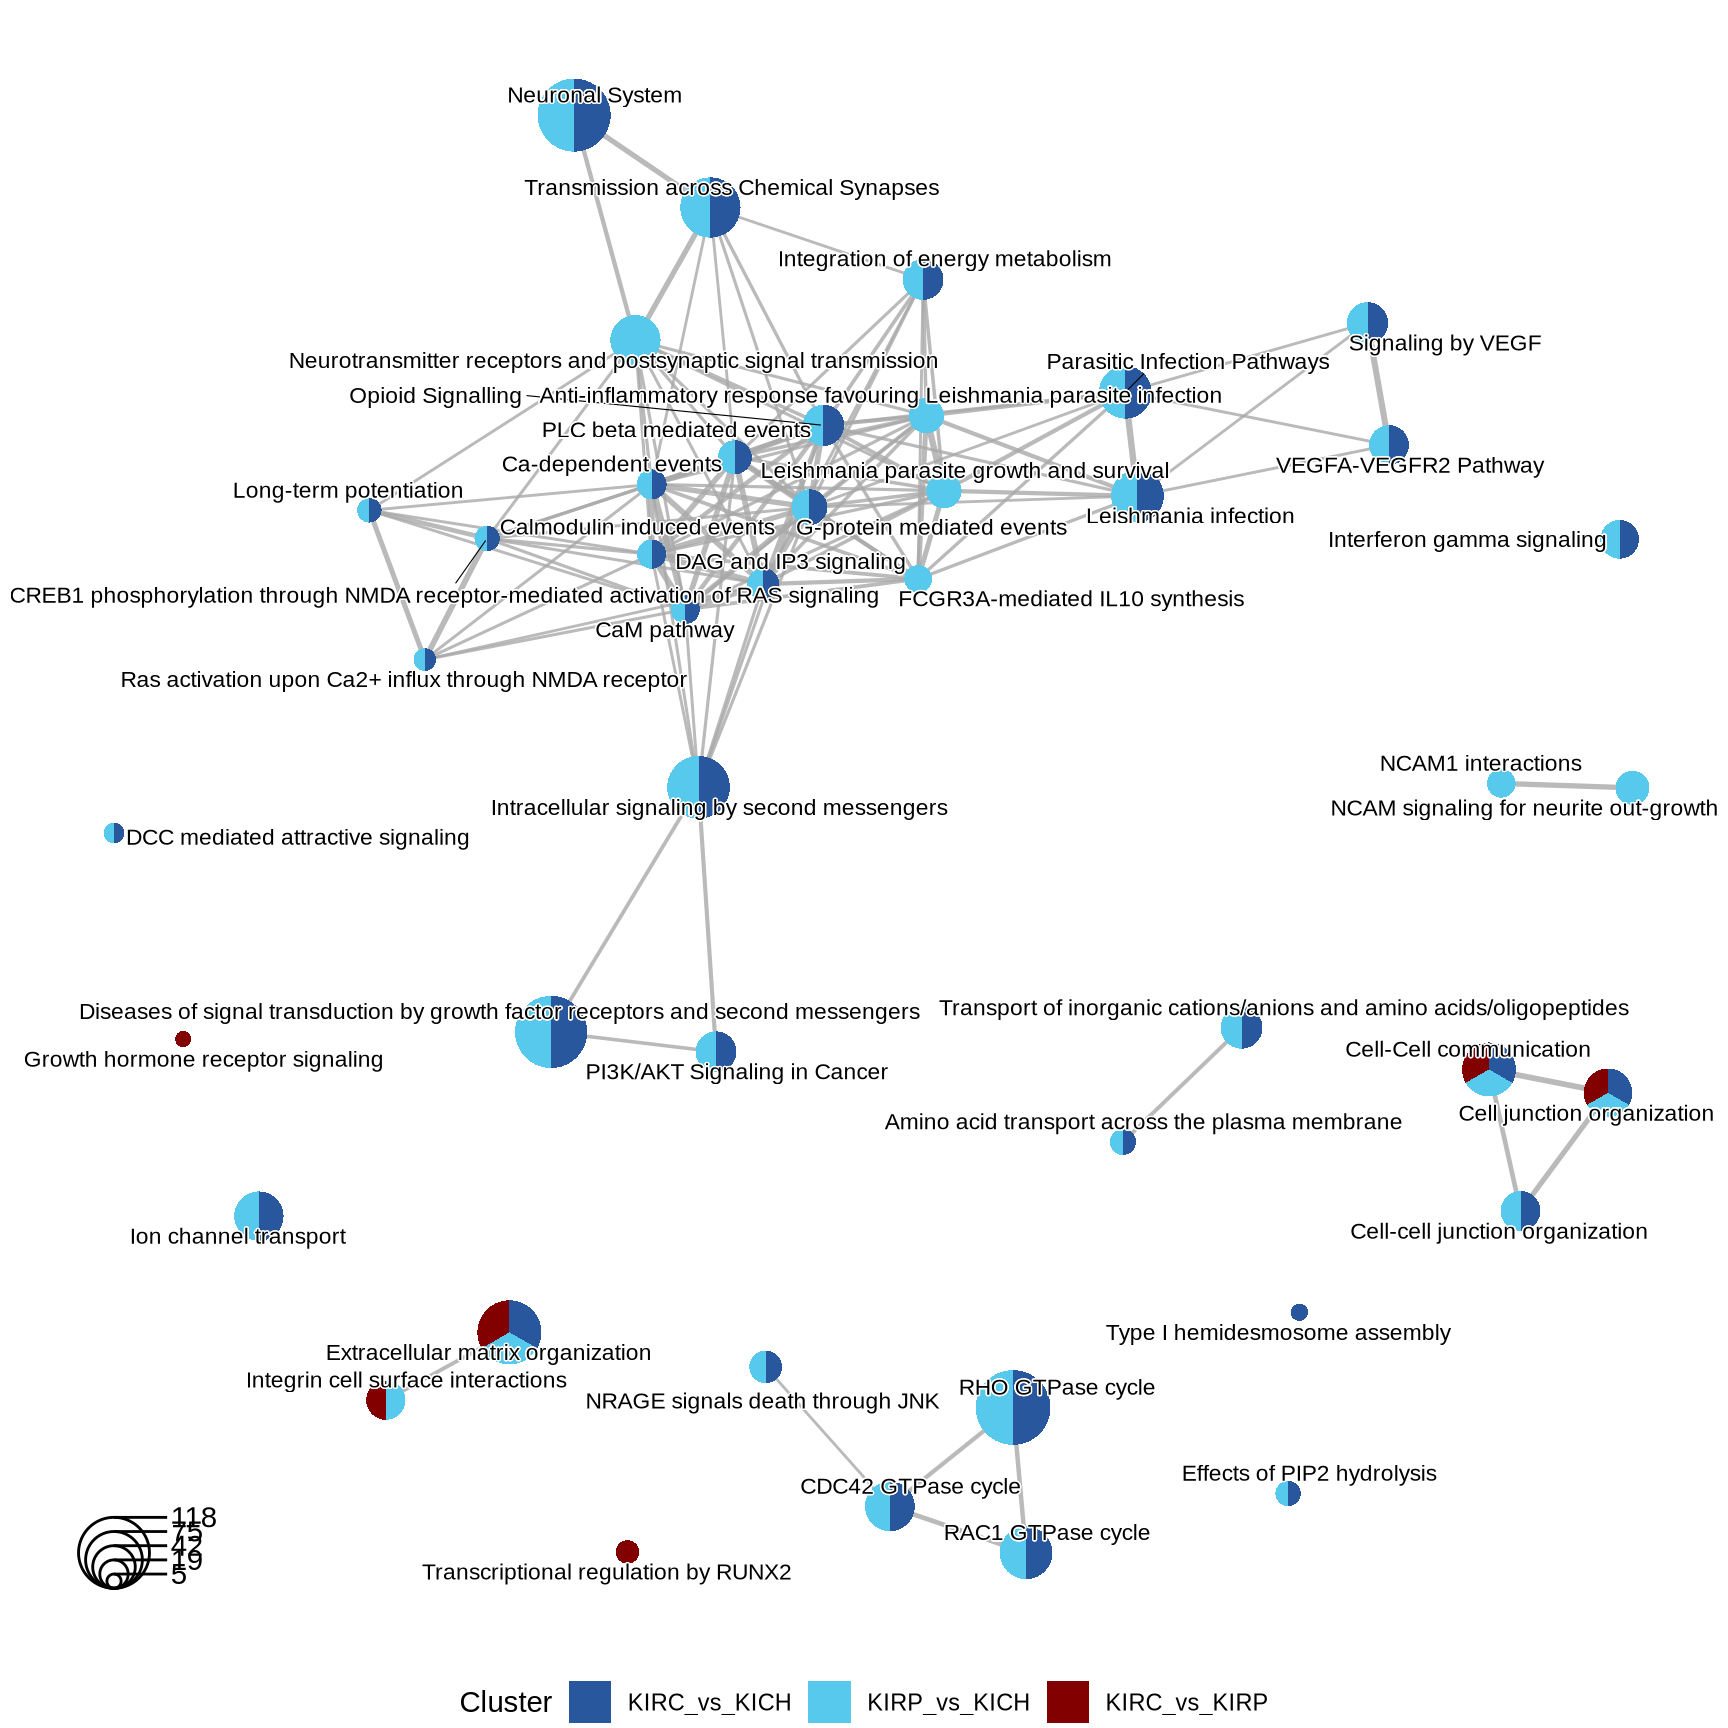 Neuronal System
Transmission across Chemical Synapses
Integration of energy metabolism
Signaling by VEGF
Neurotransmitter receptors and postsynaptic signal transmission
Parasitic Infection Pathways
Opioid Signalling
Anti-inflammatory response favouring Leishmania parasite infection
PLC beta mediated events
Ca-dependent events
Leishmania parasite growth and survival
VEGFA-VEGFR2 Pathway
Long-term potentiation
Calmodulin induced events
G-protein mediated events
Leishmania infection
Interferon gamma signaling
DAG and IP3 signaling
CREB1 phosphorylation through NMDA receptor-mediated activation of RAS signaling
FCGR3A-mediated IL10 synthesis
CaM pathway
Ras activation upon Ca2+ influx through NMDA receptor
NCAM1 interactions
Intracellular signaling by second messengers
NCAM signaling for neurite out-growth
DCC mediated attractive signaling
Diseases of signal transduction by growth factor receptors and second messengers
Transport of inorganic cations/anions and amino acids/oligopeptides
Growth hormone receptor signaling
Cell-Cell communication
PI3K/AKT Signaling in Cancer
Cell junction organization
Amino acid transport across the plasma membrane
Ion channel transport
Cell-cell junction organization
Type I hemidesmosome assembly
Extracellular matrix organization
Integrin cell surface interactions
NRAGE signals death through JNK
RHO GTPase cycle
Effects of PIP2 hydrolysis
CDC42 GTPase cycle
RAC1 GTPase cycle
Transcriptional regulation by RUNX2
118
75
42
19
5
Cluster KIRC_vs_KICH KIRP_vs_KICH KIRC_vs_KIRP